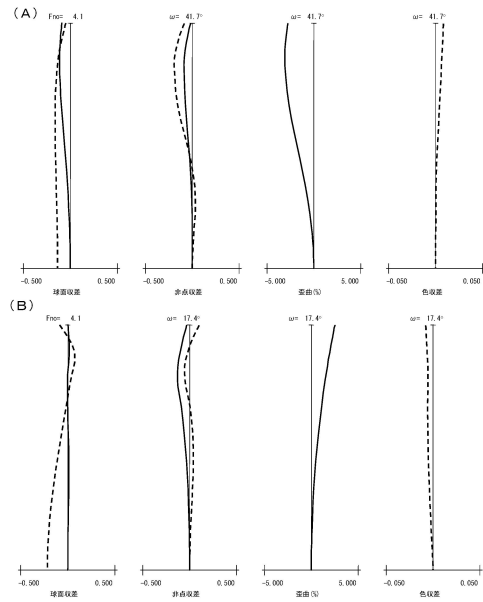 (A)
Fno= 4.1 ω= 41.7° ω= 41.7° ω= 41.7°
-0.500 0.500 -0.500 0.500 -5.000 5.000 -0.050 0.050
球面収差 非点収差 歪曲(%) 色収差
(B)
Fno= 4.1 ω= 17.4° ω= 17.4° ω= 17.4°
-0.500 0.500 -0.500 0.500 -5.000 5.000 -0.050 0.050
球面収差 非点収差 歪曲(%) 色収差